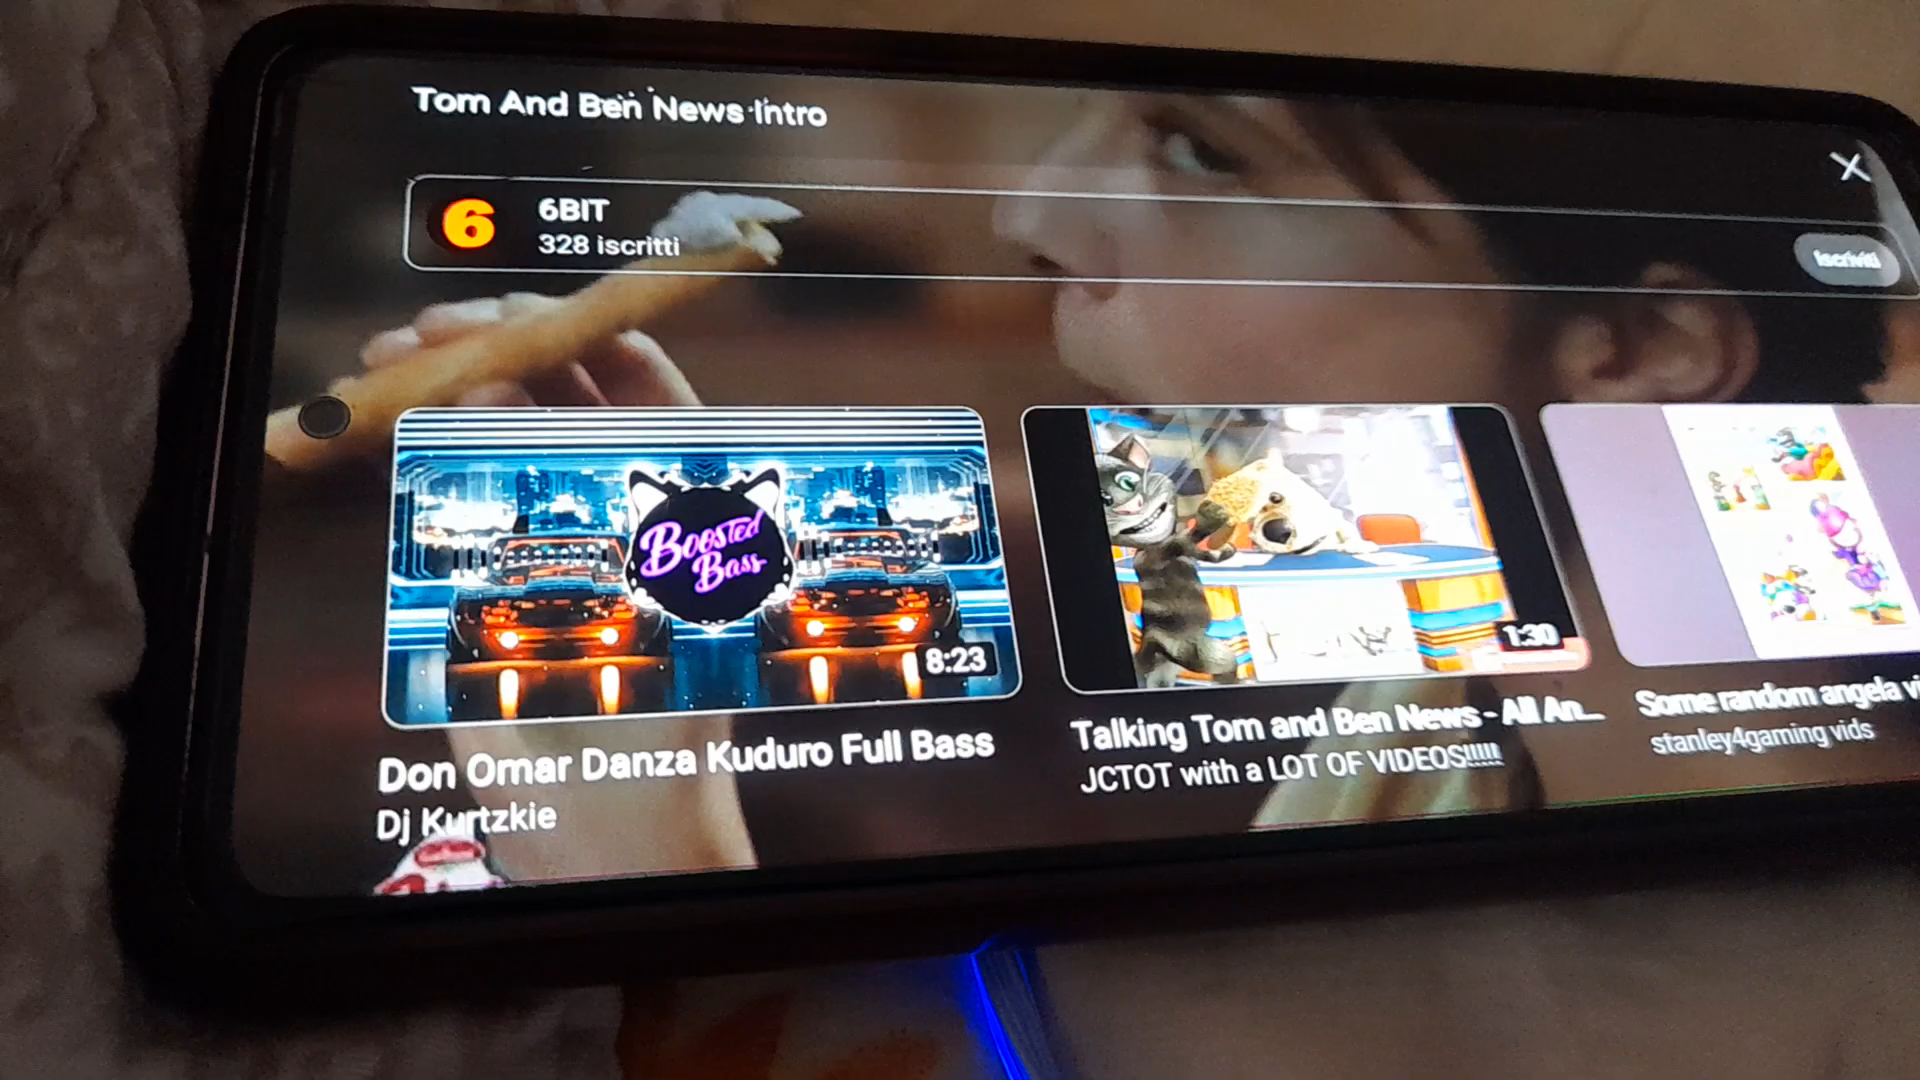 Tom And Ben News Intro
6
6BIT
328 iscritti
Iscriviti
Boosted
Bass
8:23
1:30
Don Omar Danza Kuduro Full Bass
Dj Kurtzkie
Talking Tom and Ben News - All An...
JCTOT with a LOT OF VIDEOS!!!!!
Some random angela vi
stanley4gaming vids